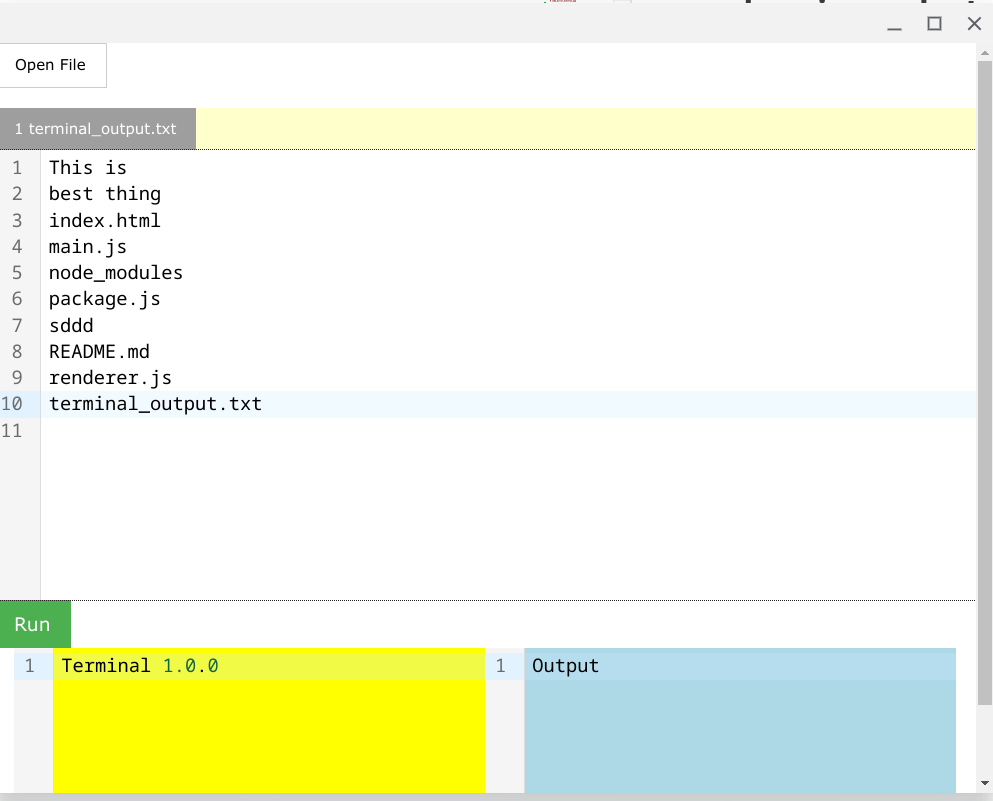 Open File
1 terminal_output.txt
1 This is
2 best thing
3 index.html
4 main.js
5 node_modules
6 package.js
7 sddd
8 README.md
9 renderer.js
10 terminal_output.txt
11
Run
1 Terminal 1.0.0
1 Output